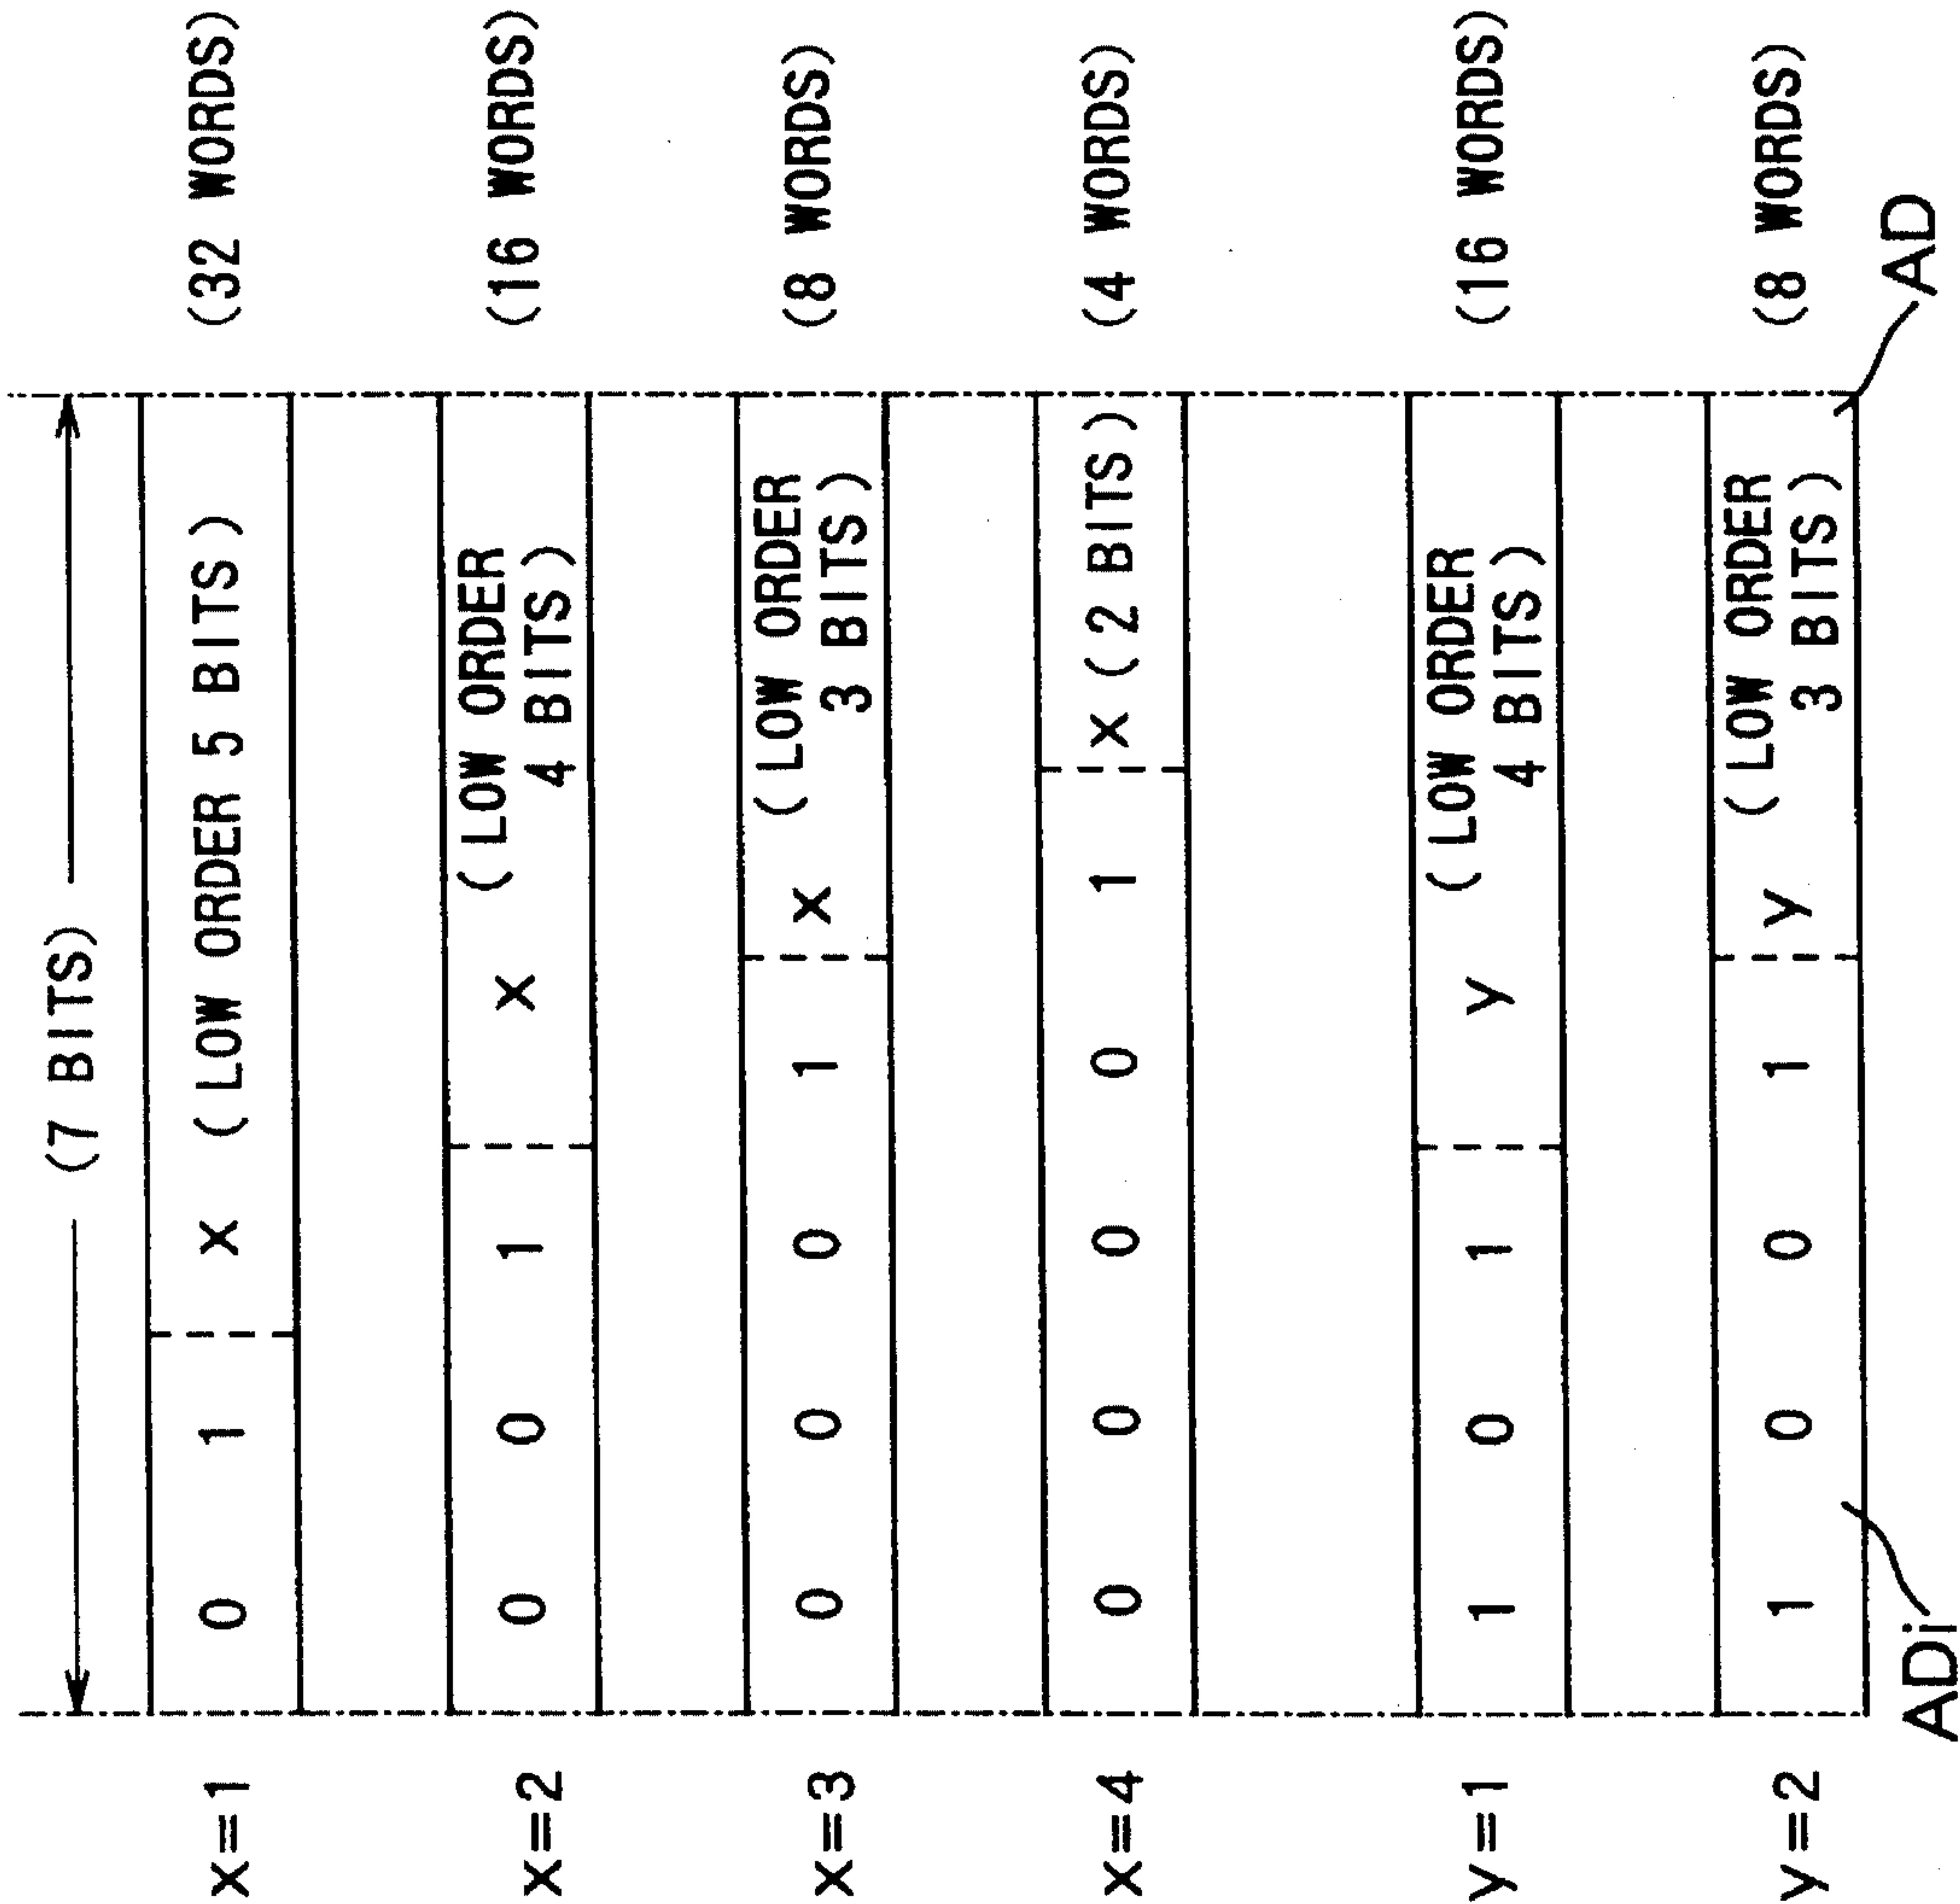 (7 BITS)
x=1 0 1 x (LOW ORDER 5 BITS) (32 WORDS)
x=2 0 0 1 x (LOW ORDER
4 BITS) (16 WORDS)
x=3 0 0 0 1 x (LOW ORDER
3 BITS) (8 WORDS)
x=4 0 0 0 0 1 x (2 BITS) (4 WORDS)
y=1 1 0 1 y (LOW ORDER
4 BITS) (16 WORDS)
y=2 1 0 0 1 y (LOW ORDER
3 BITS) (8 WORDS)
ADi AD